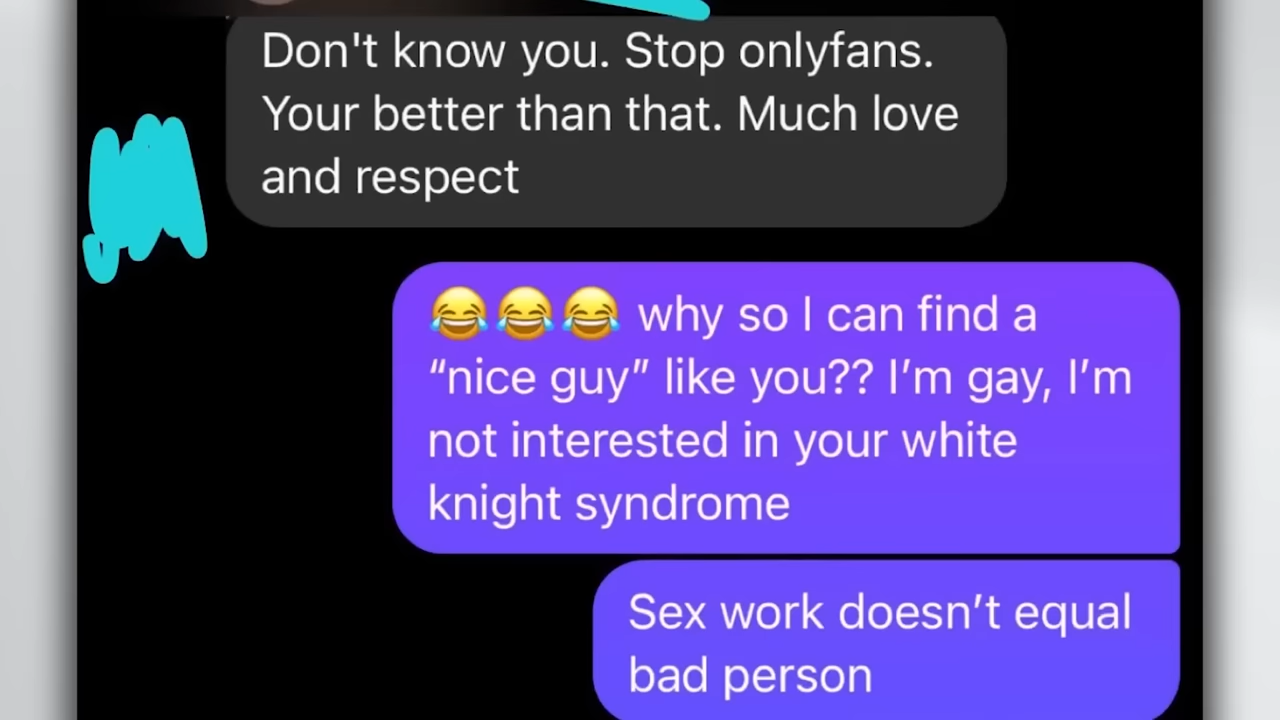 Don't know you. Stop onlyfans.
Your better than that. Much love
and respect
😂😂😂 why so I can find a
“nice guy” like you?? I’m gay, I’m
not interested in your white
knight syndrome
Sex work doesn’t equal
bad person